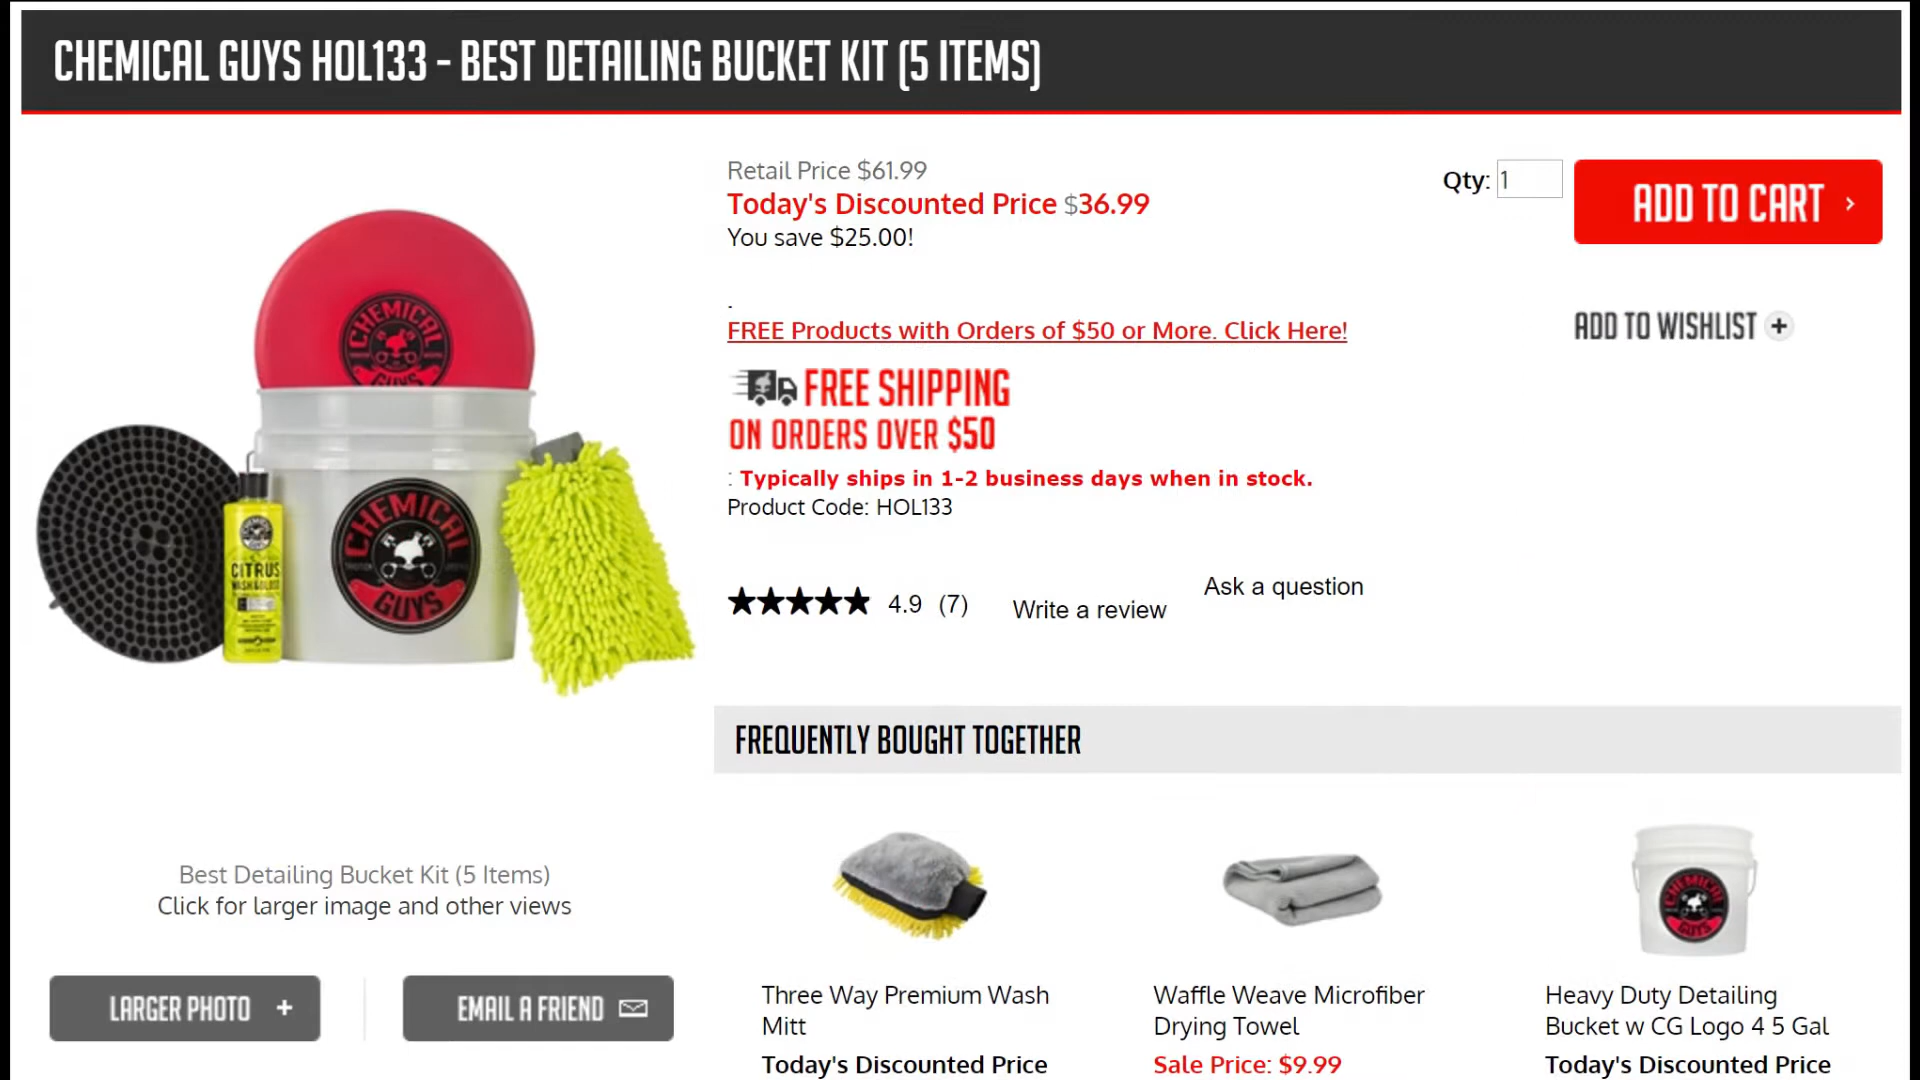 CHEMICAL GUYS HOL133 - BEST DETAILING BUCKET KIT (5 ITEMS)
Retail Price $61.99
Today's Discounted Price $36.99
You save $25.00!
Qty: 1
ADD TO CART
.
FREE Products with Orders of $50 or More. Click Here!
ADD TO WISHLIST +
FREE SHIPPING
ON ORDERS OVER $50
: Typically ships in 1-2 business days when in stock.
Product Code: HOL133
4.9 (7)
Write a review
Ask a question
CHEMICAL
GUYS
CHEMICAL
GUYS
CITRUS
WASH & GLOSS
FREQUENTLY BOUGHT TOGETHER
Best Detailing Bucket Kit (5 Items)
Click for larger image and other views
LARGER PHOTO +
EMAIL A FRIEND
CHEMICAL
GUYS
Three Way Premium Wash
Mitt
Today's Discounted Price
Waffle Weave Microfiber
Drying Towel
Sale Price: $9.99
Heavy Duty Detailing
Bucket w CG Logo 4 5 Gal
Today's Discounted Price